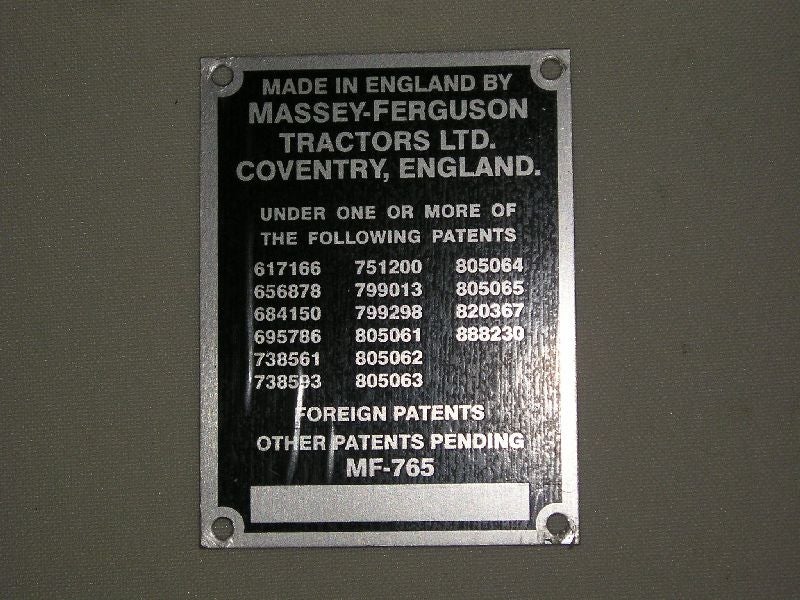 MADE IN ENGLAND BY
MASSEY-FERGUSON
TRACTORS LTD.
COVENTRY, ENGLAND.
UNDER ONE OR MORE OF
THE FOLLOWING PATENTS
617166 751200 805064
656878 799013 805065
684150 799298 820367
695786 805061 888230
738561 805062
738593 805063
FOREIGN PATENTS
OTHER PATENTS PENDING
MF-765